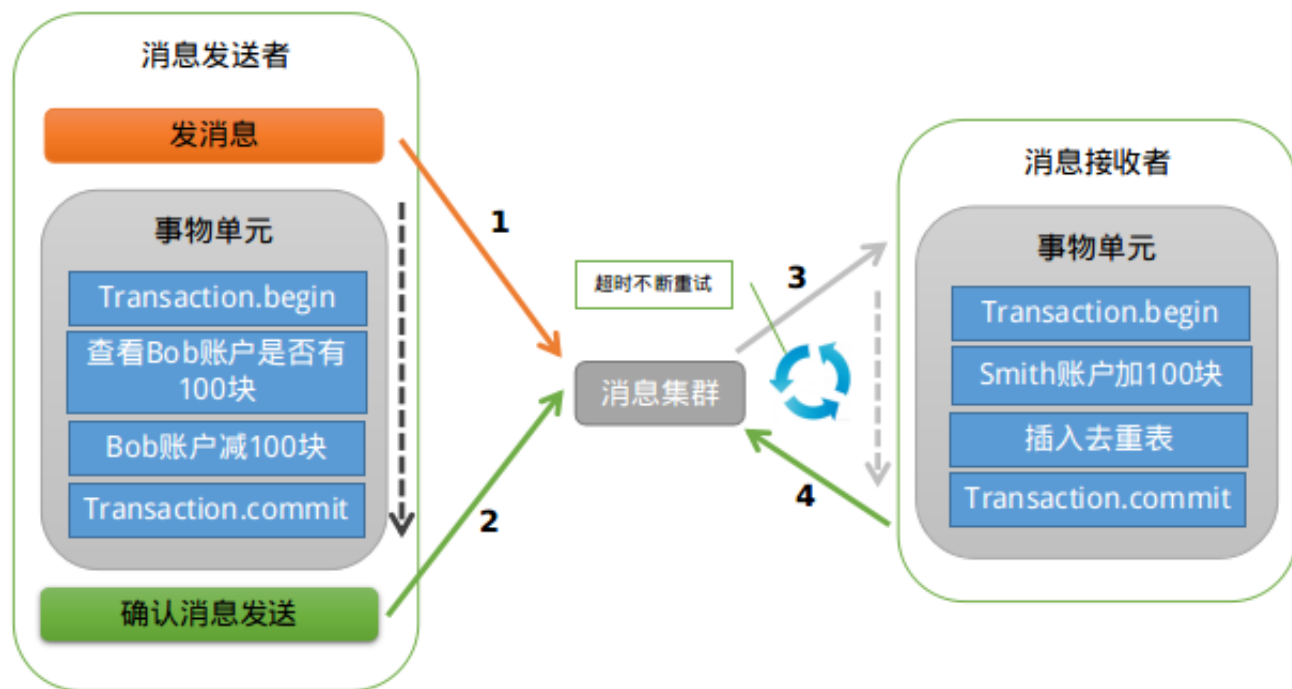 消息发送者
发消息
事物单元
Transaction.begin
查看Bob账户是否有
100块
Bob账户减100块
Transaction.commit
确认消息发送
1
2
超时不断重试
消息集群
3
4
消息接收者
事物单元
Transaction.begin
Smith账户加100块
插入去重表
Transaction.commit